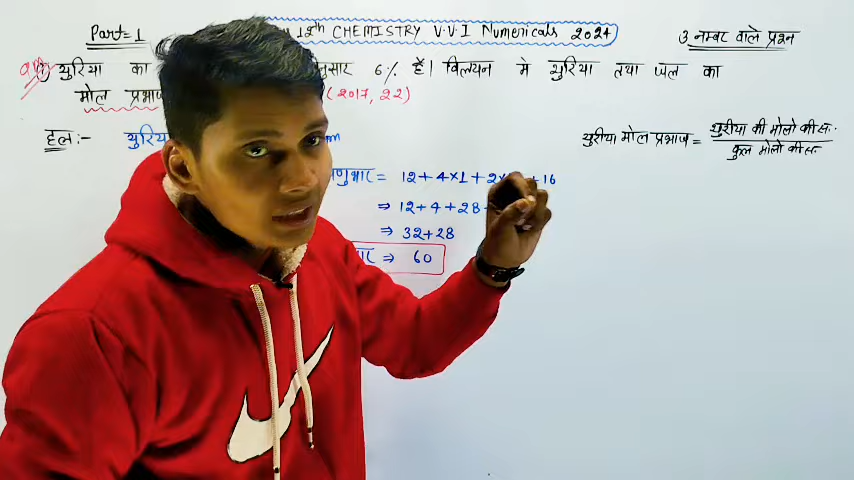 Part-1
12th CHEMISTRY V.V.I Numericals 2024
3 नम्बर वाले प्रश्न
युरिया का नुसार 6% है। विलयन मे युरिया तथा जल का
मोल प्रभाज (2017, 22)
हल:- युरिया
युरीया मोल प्रभाज = युरीया की मोलो की सं. / कुल मोलो की सं.
णुभार = 12+4×1+2× + 16
⇒ 12+4+28
⇒ 32+28
ार ⇒ 60